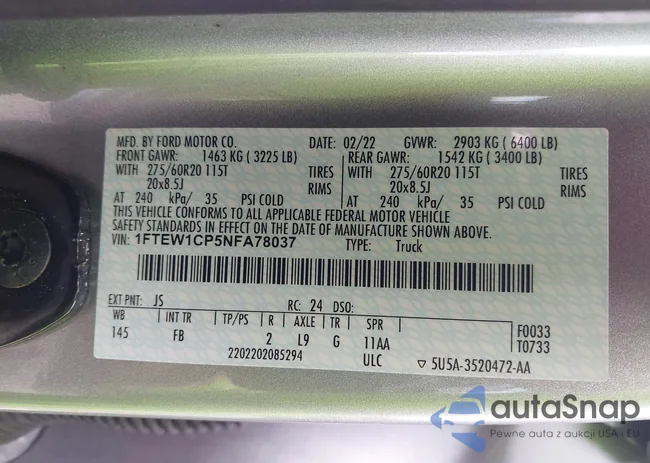 MFD. BY FORD MOTOR CO. DATE: 02/22 GVWR: 2903 KG ( 6400 LB)
FRONT GAWR: 1463 KG ( 3225 LB) REAR GAWR: 1542 KG ( 3400 LB)
WITH 275/60R20 115T TIRES WITH 275/60R20 115T TIRES
20x8.5J RIMS 20x8.5J RIMS
AT 240 kPa/ 35 PSI COLD AT 240 kPa/ 35 PSI COLD
THIS VEHICLE CONFORMS TO ALL APPLICABLE FEDERAL MOTOR VEHICLE
SAFETY STANDARDS IN EFFECT ON THE DATE OF MANUFACTURE SHOWN ABOVE.
VIN: 1FTEW1CP5NFA78037 TYPE: Truck
EXT PNT: JS RC: 24 DSO:
WB INT TR TP/PS R AXLE TR SPR F0033
145 FB 2 L9 G 11AA T0733
2202202085294 ULC ▽ 5U5A-3520472-AA
autaSnap
Pewne auta z aukcji USA i EU